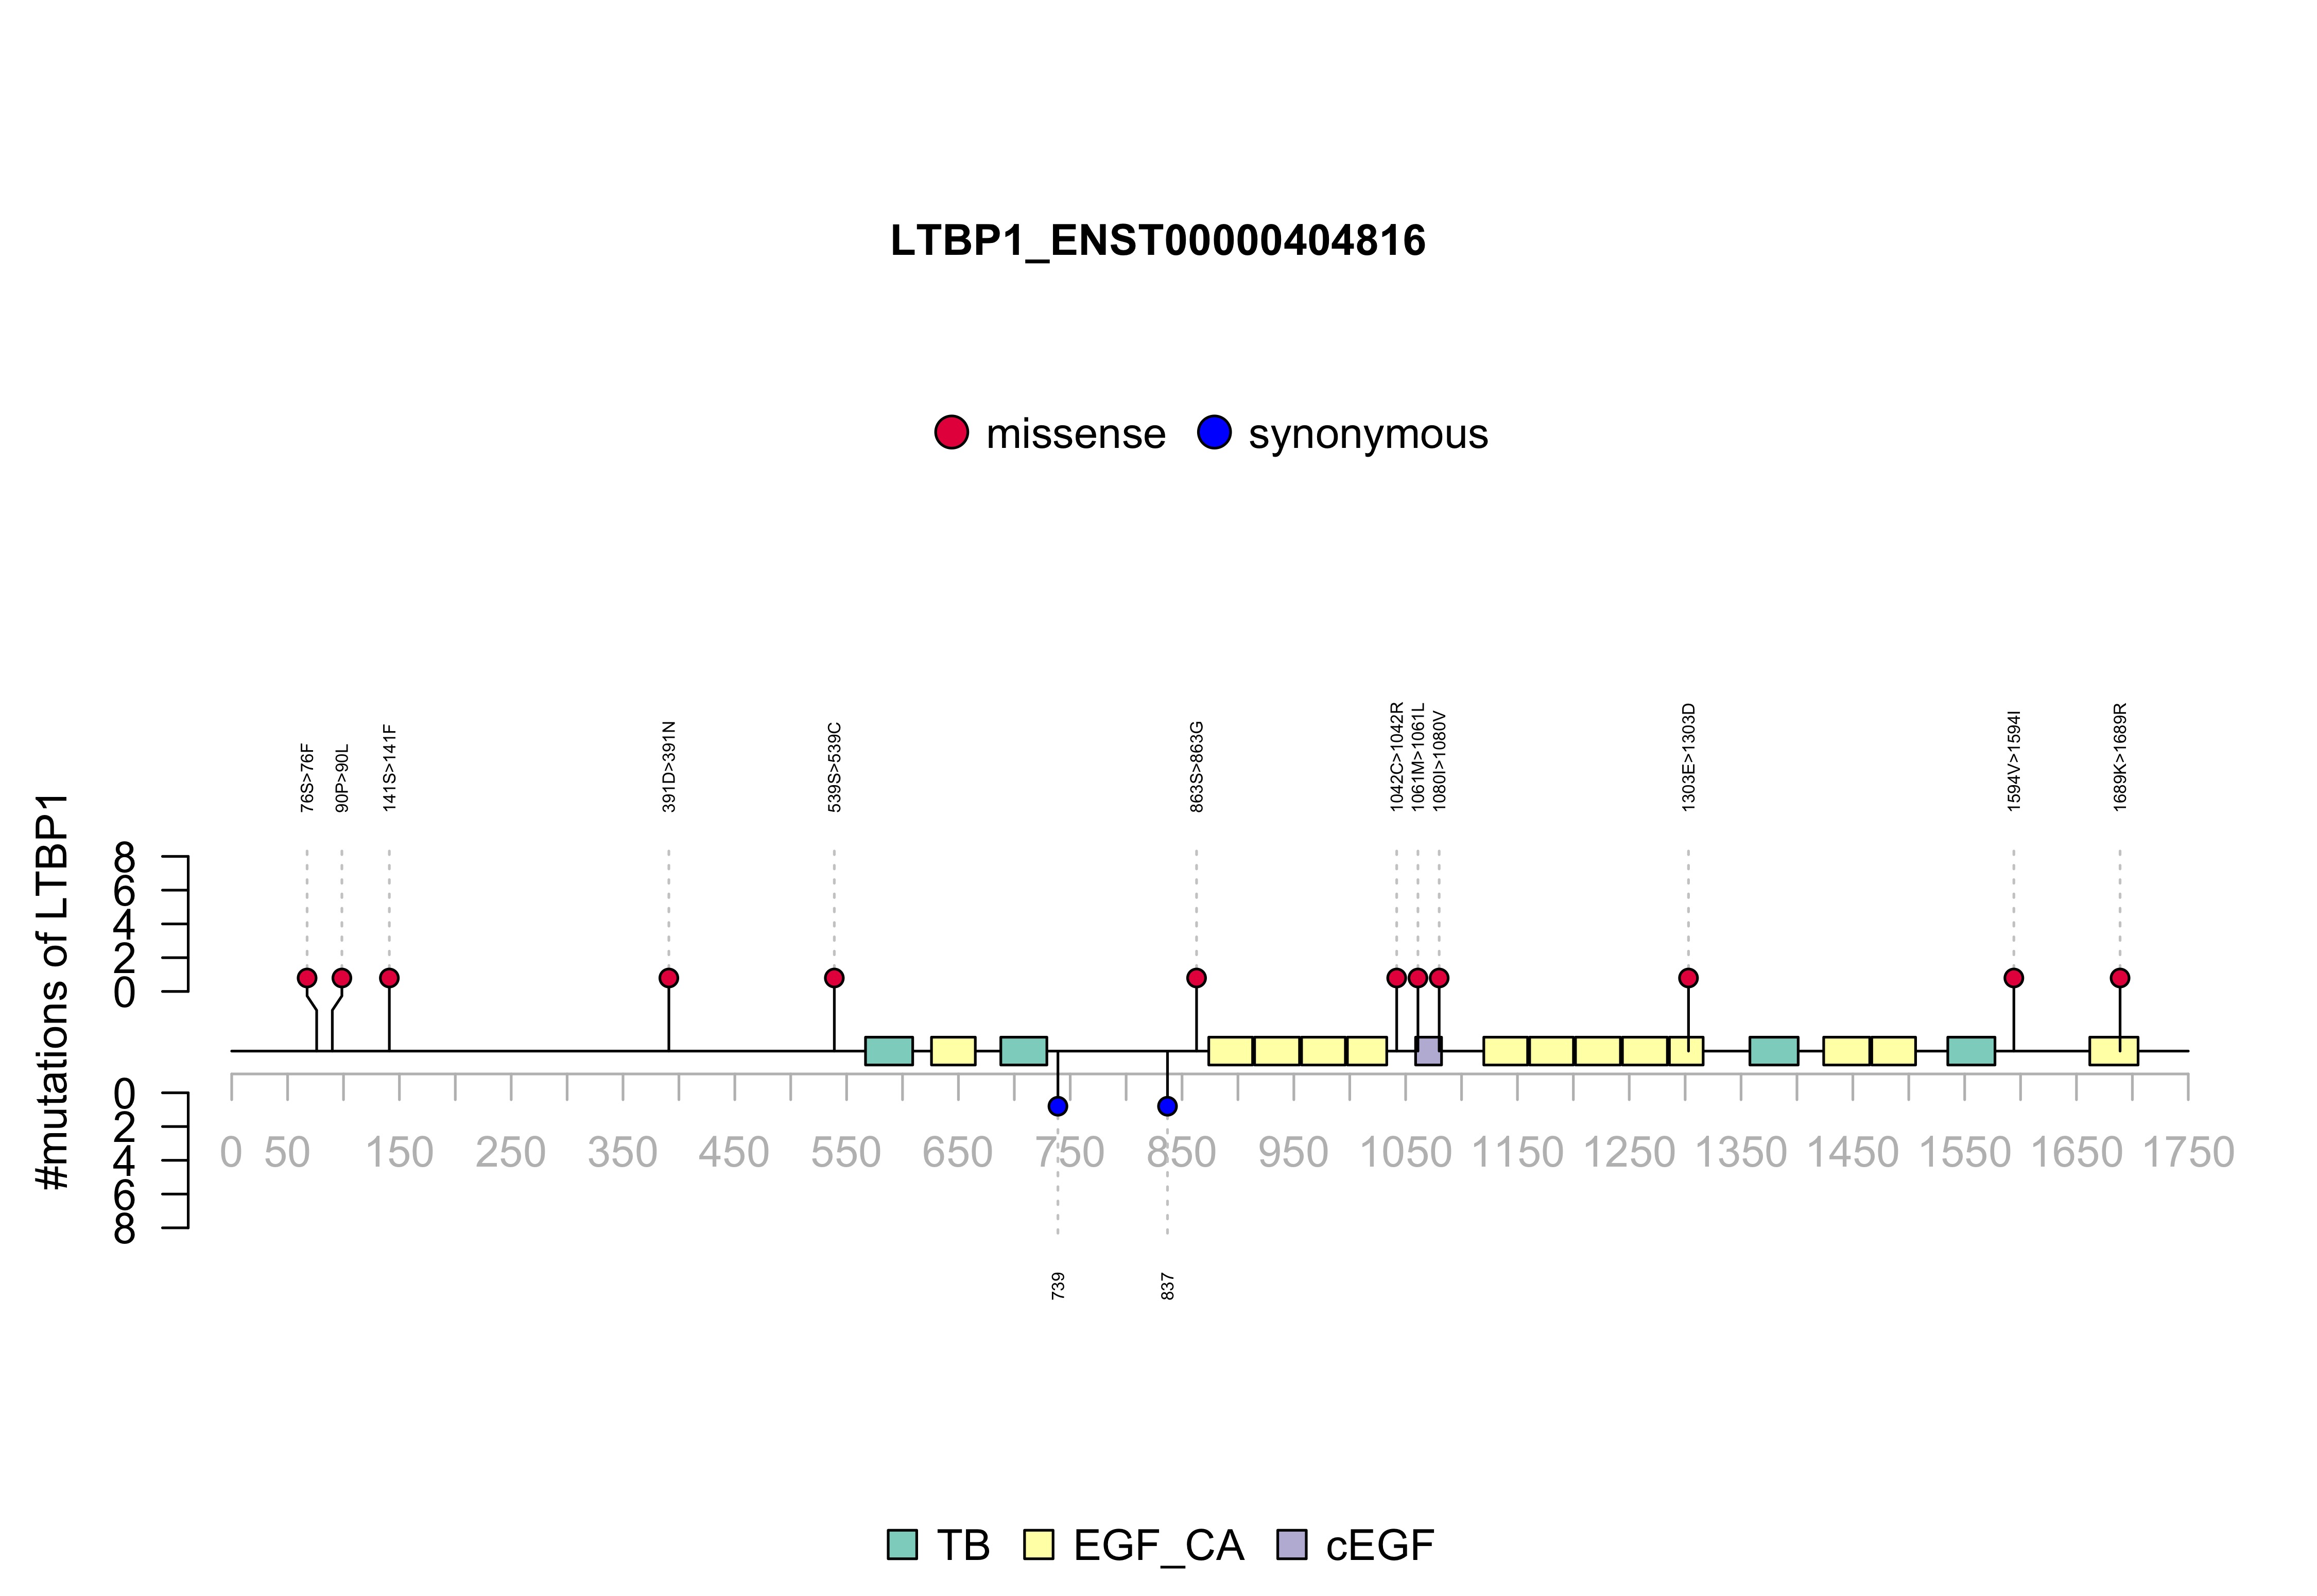 LTBP1_ENST00000404816
missense synonymous
76S>76F
90P>90L
141S>141F
391D>391N
539S>539C
863S>863G
1042C>1042R
1061M>1061L
1080I>1080V
1303E>1303D
1594V>1594I
1689K>1689R
#mutations of LTBP1
8
6
4
2
0
0
2
4
6
8
0 50 150 250 350 450 550 650 750 850 950 1050 1150 1250 1350 1450 1550 1650 1750
739
837
TB EGF_CA cEGF